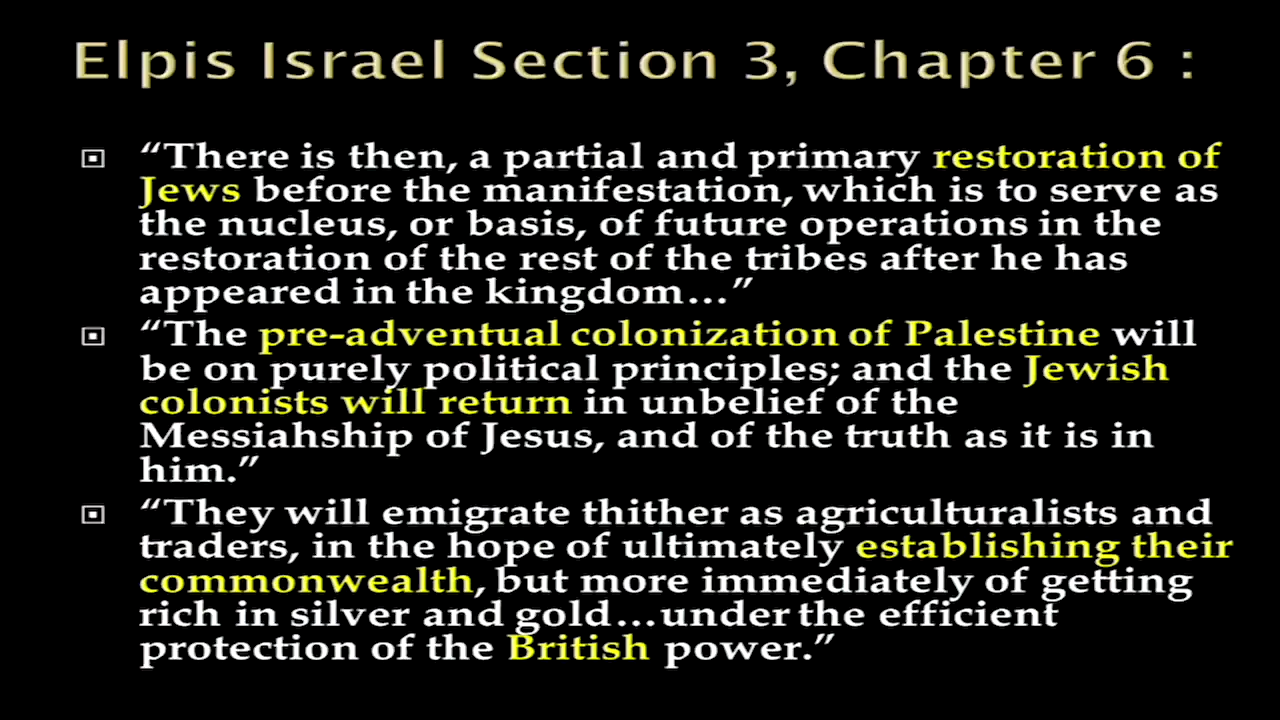 Elpis Israel Section 3, Chapter 6 :
“There is then, a partial and primary restoration of
Jews before the manifestation, which is to serve as
the nucleus, or basis, of future operations in the
restoration of the rest of the tribes after he has
appeared in the kingdom…”
“The pre-adventual colonization of Palestine will
be on purely political principles; and the Jewish
colonists will return in unbelief of the
Messiahship of Jesus, and of the truth as it is in
him.”
“They will emigrate thither as agriculturalists and
traders, in the hope of ultimately establishing their
commonwealth, but more immediately of getting
rich in silver and gold…under the efficient
protection of the British power.”